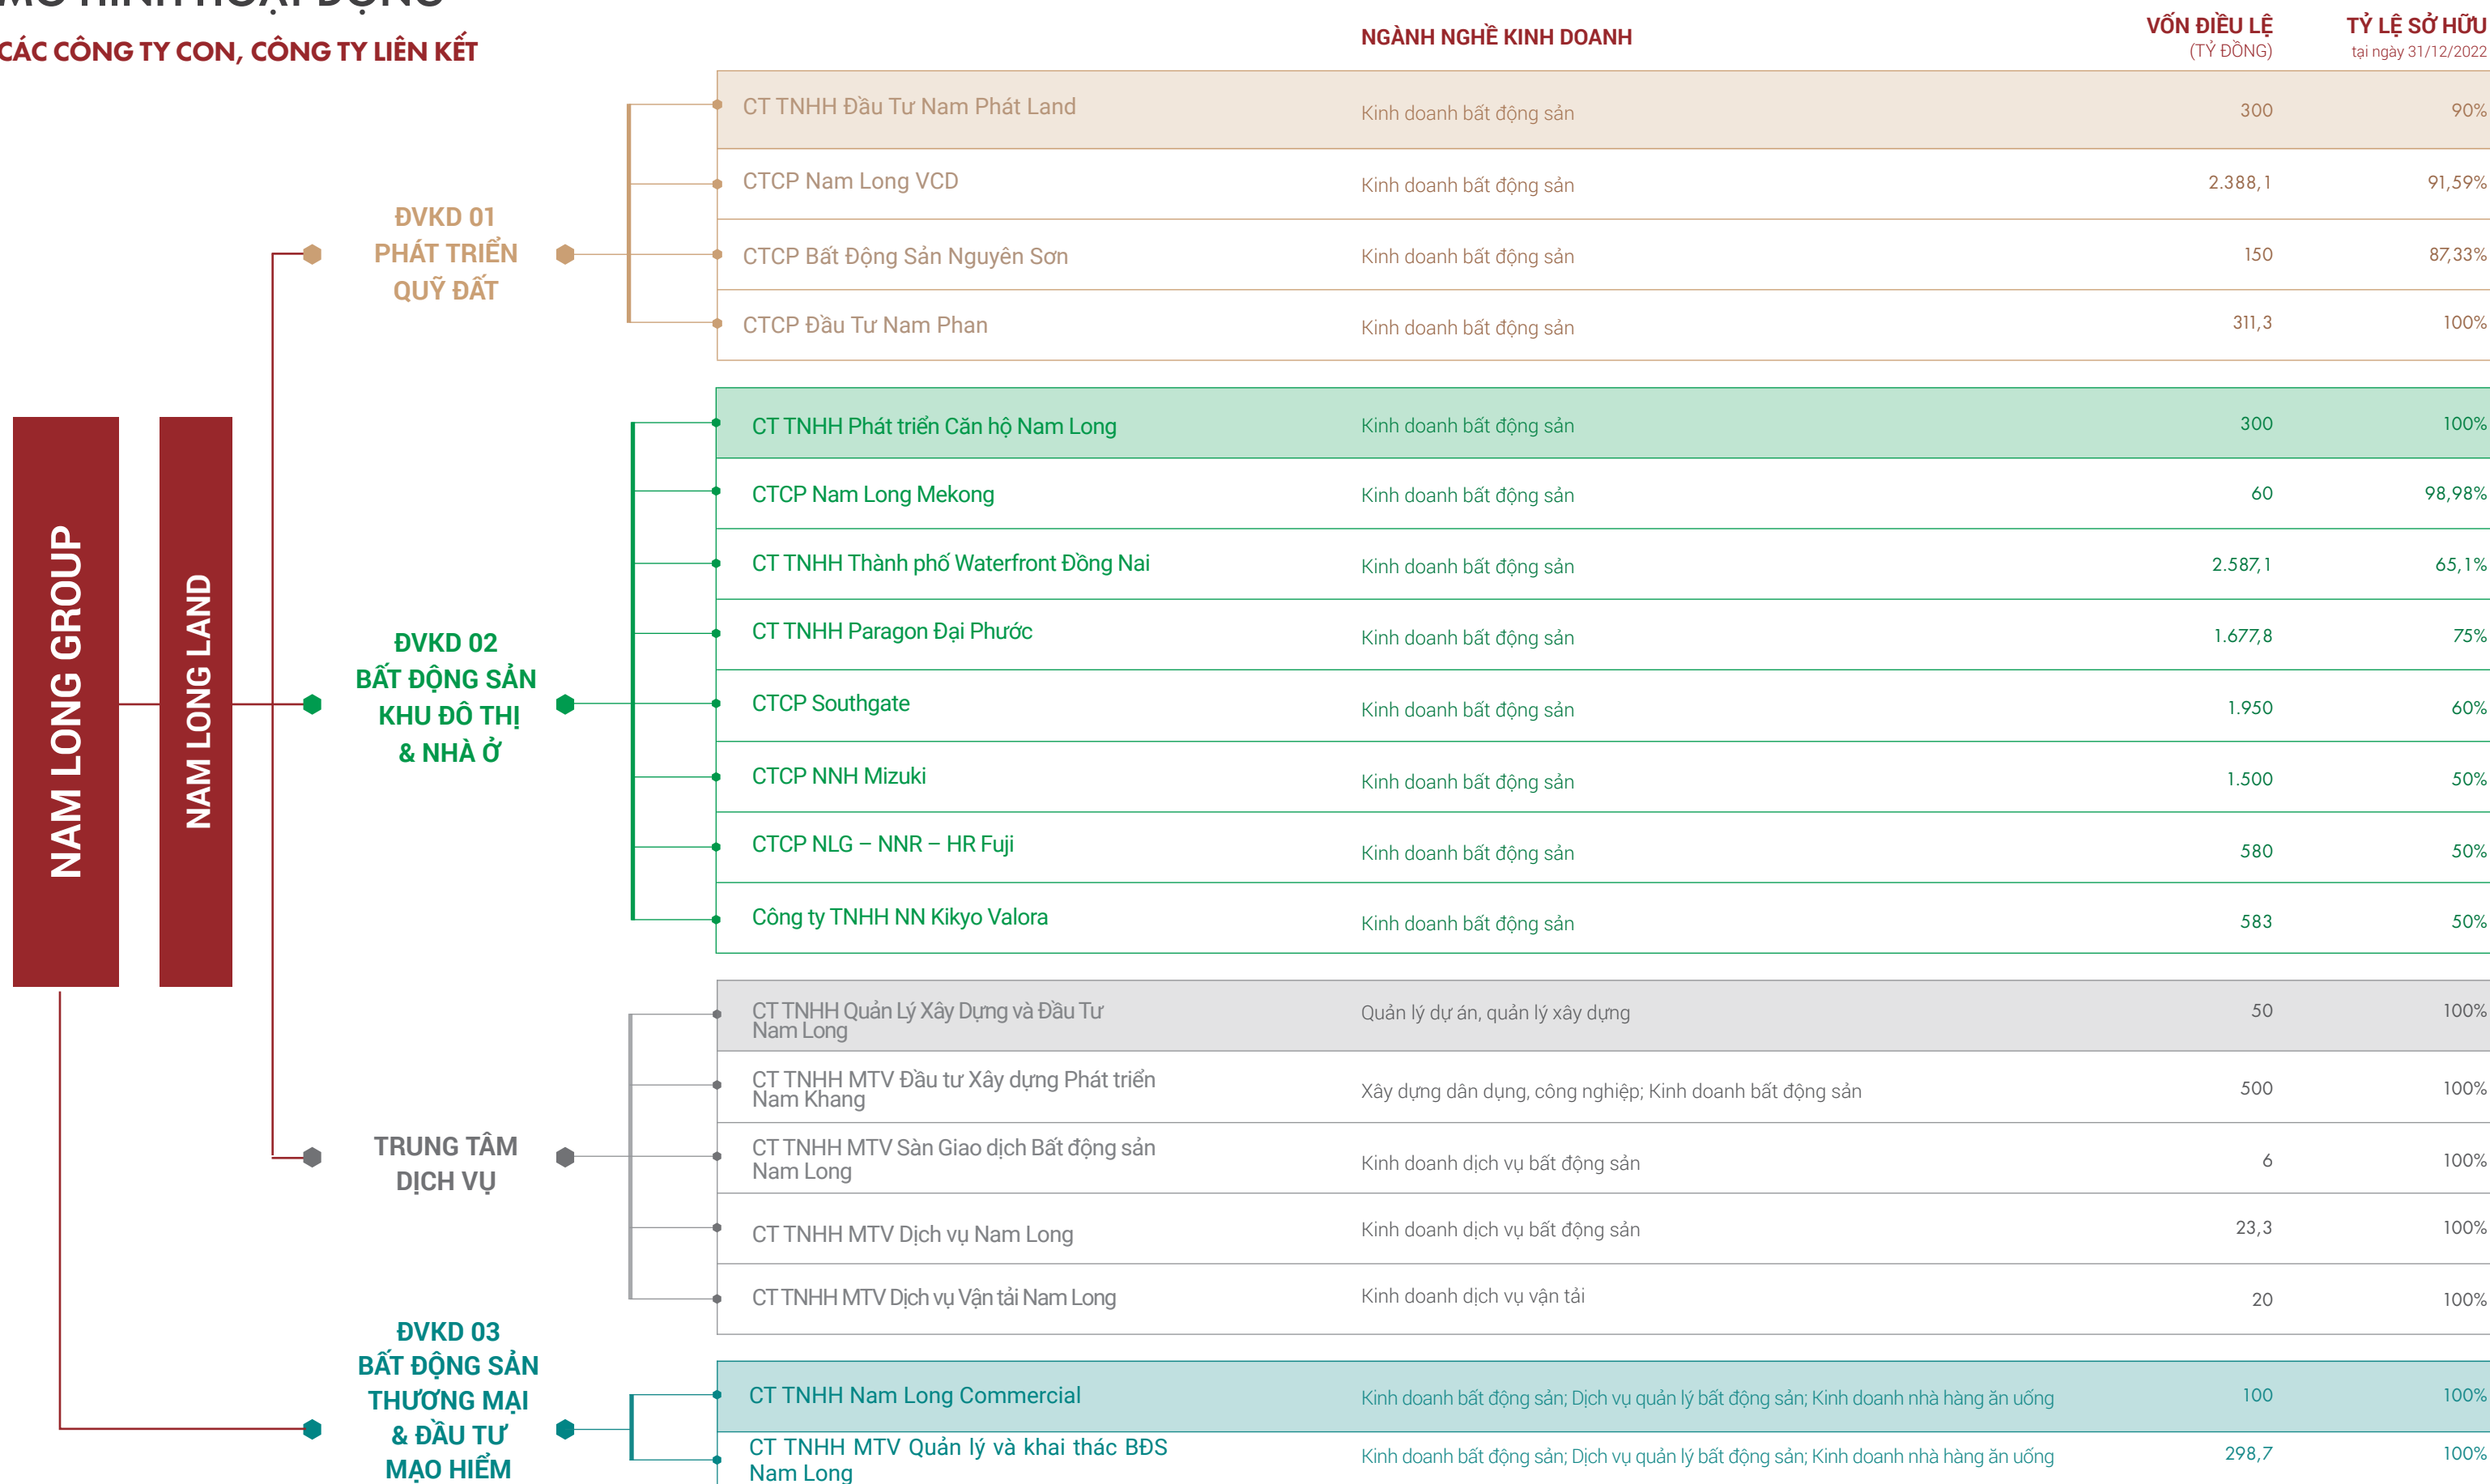 MÔ HÌNH HOẠT ĐỘNG
CÁC CÔNG TY CON, CÔNG TY LIÊN KẾT
NGÀNH NGHỀ KINH DOANH
VỐN ĐIỀU LỆ
(TỶ ĐỒNG)
TỶ LỆ SỞ HỮU
tại ngày 31/12/2022
NAM LONG GROUP
NAM LONG LAND
ĐVKD 01
PHÁT TRIỂN
QUỸ ĐẤT
CT TNHH Đầu Tư Nam Phát Land Kinh doanh bất động sản 300 90%
CTCP Nam Long VCD Kinh doanh bất động sản 2.388,1 91,59%
CTCP Bất Động Sản Nguyên Sơn Kinh doanh bất động sản 150 87,33%
CTCP Đầu Tư Nam Phan Kinh doanh bất động sản 311,3 100%
ĐVKD 02
BẤT ĐỘNG SẢN
KHU ĐÔ THỊ
& NHÀ Ở
CT TNHH Phát triển Căn hộ Nam Long Kinh doanh bất động sản 300 100%
CTCP Nam Long Mekong Kinh doanh bất động sản 60 98,98%
CT TNHH Thành phố Waterfront Đồng Nai Kinh doanh bất động sản 2.587,1 65,1%
CT TNHH Paragon Đại Phước Kinh doanh bất động sản 1.677,8 75%
CTCP Southgate Kinh doanh bất động sản 1.950 60%
CTCP NNH Mizuki Kinh doanh bất động sản 1.500 50%
CTCP NLG – NNR – HR Fuji Kinh doanh bất động sản 580 50%
Công ty TNHH NN Kikyo Valora Kinh doanh bất động sản 583 50%
TRUNG TÂM
DỊCH VỤ
CT TNHH Quản Lý Xây Dựng và Đầu Tư
Nam Long
Quản lý dự án, quản lý xây dựng 50 100%
CT TNHH MTV Đầu tư Xây dựng Phát triển
Nam Khang
Xây dựng dân dụng, công nghiệp; Kinh doanh bất động sản 500 100%
CT TNHH MTV Sàn Giao dịch Bất động sản
Nam Long
Kinh doanh dịch vụ bất động sản 6 100%
CT TNHH MTV Dịch vụ Nam Long Kinh doanh dịch vụ bất động sản 23,3 100%
CT TNHH MTV Dịch vụ Vận tải Nam Long Kinh doanh dịch vụ vận tải 20 100%
ĐVKD 03
BẤT ĐỘNG SẢN
THƯƠNG MẠI
& ĐẦU TƯ
MẠO HIỂM
CT TNHH Nam Long Commercial Kinh doanh bất động sản; Dịch vụ quản lý bất động sản; Kinh doanh nhà hàng ăn uống 100 100%
CT TNHH MTV Quản lý và khai thác BĐS
Nam Long
Kinh doanh bất động sản; Dịch vụ quản lý bất động sản; Kinh doanh nhà hàng ăn uống 298,7 100%